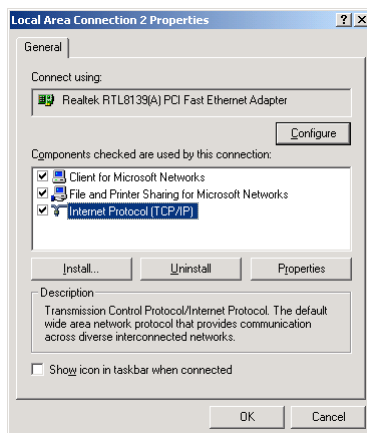 Local Area Connection 2 Properties
General
Connect using:
Realtek RTL8139(A) PCI Fast Ethernet Adapter
Configure
Components checked are used by this connection:
Client for Microsoft Networks
File and Printer Sharing for Microsoft Networks
Internet Protocol (TCP/IP)
Install...
Uninstall
Properties
Description
Transmission Control Protocol/Internet Protocol. The default
wide area network protocol that provides communication
across diverse interconnected networks.
Show icon in taskbar when connected
OK
Cancel